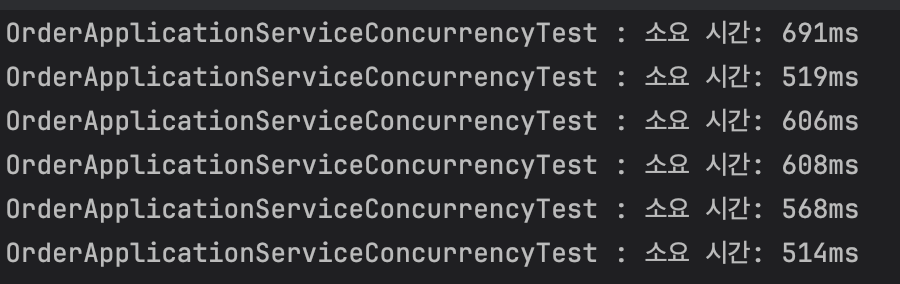 OrderApplicationServiceConcurrencyTest : 소요 시간: 691ms
OrderApplicationServiceConcurrencyTest : 소요 시간: 519ms
OrderApplicationServiceConcurrencyTest : 소요 시간: 606ms
OrderApplicationServiceConcurrencyTest : 소요 시간: 608ms
OrderApplicationServiceConcurrencyTest : 소요 시간: 568ms
OrderApplicationServiceConcurrencyTest : 소요 시간: 514ms